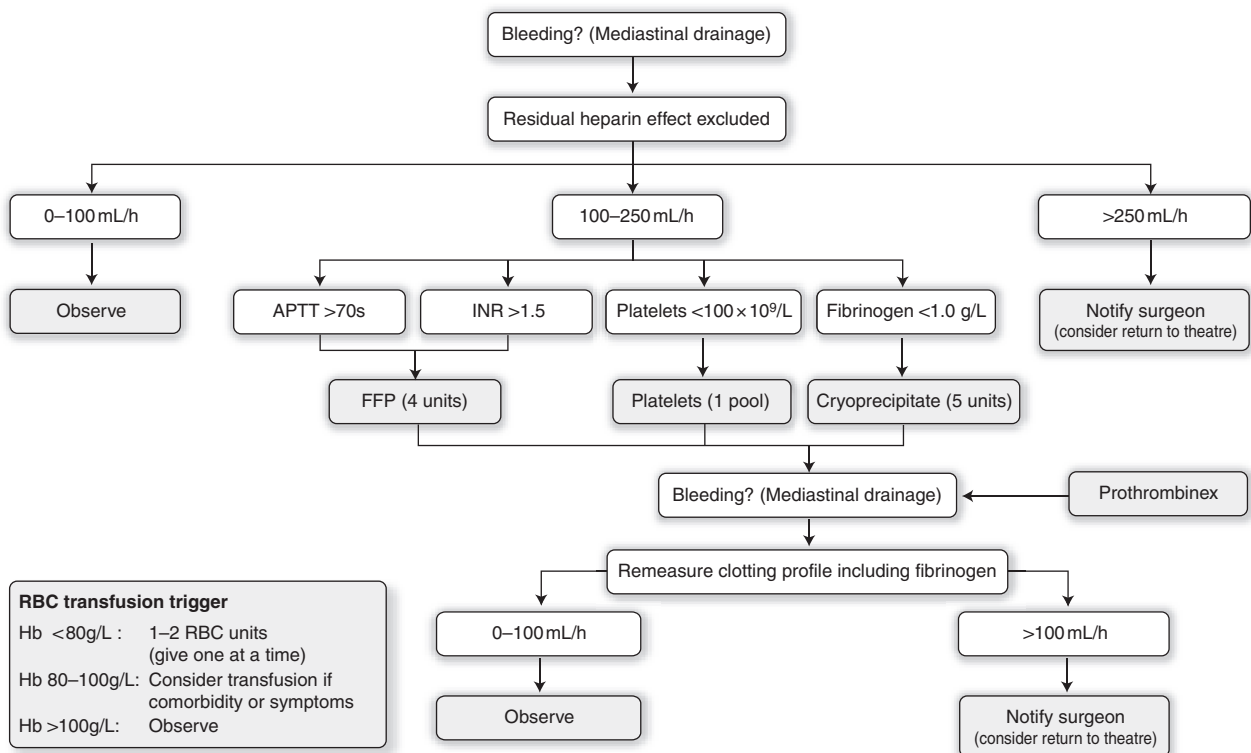 Bleeding? (Mediastinal drainage)
Residual heparin effect excluded
0–100 mL/h
100–250 mL/h
>250 mL/h
Observe
APTT >70s
INR >1.5
Platelets <100 × 10⁹/L
Fibrinogen <1.0 g/L
Notify surgeon
(consider return to theatre)
FFP (4 units)
Platelets (1 pool)
Cryoprecipitate (5 units)
Bleeding? (Mediastinal drainage)
Prothrombinex
Remeasure clotting profile including fibrinogen
0–100 mL/h
>100 mL/h
Observe
Notify surgeon
(consider return to theatre)
RBC transfusion trigger
Hb <80g/L : 1–2 RBC units
(give one at a time)
Hb 80–100g/L: Consider transfusion if
comorbidity or symptoms
Hb >100g/L: Observe